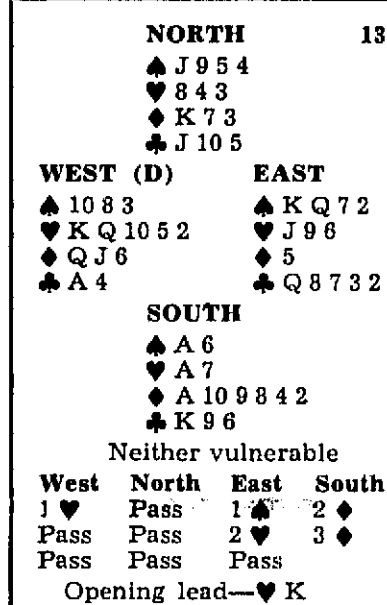 NORTH 13
♠ J 9 5 4
♥ 8 4 3
♦ K 7 3
♣ J 10 5
WEST (D) EAST
♠ 10 8 3 ♠ K Q 7 2
♥ K Q 10 5 2 ♥ J 9 6
♦ Q J 6 ♦ 5
♣ A 4 ♣ Q 8 7 3 2
SOUTH
♠ A 6
♥ A 7
♦ A 10 9 8 4 2
♣ K 9 6
Neither vulnerable
West North East South
1 ♥ Pass 1 ♠ 2 ♦
Pass Pass 2 ♥ 3 ♦
Pass Pass Pass
Opening lead—♥ K